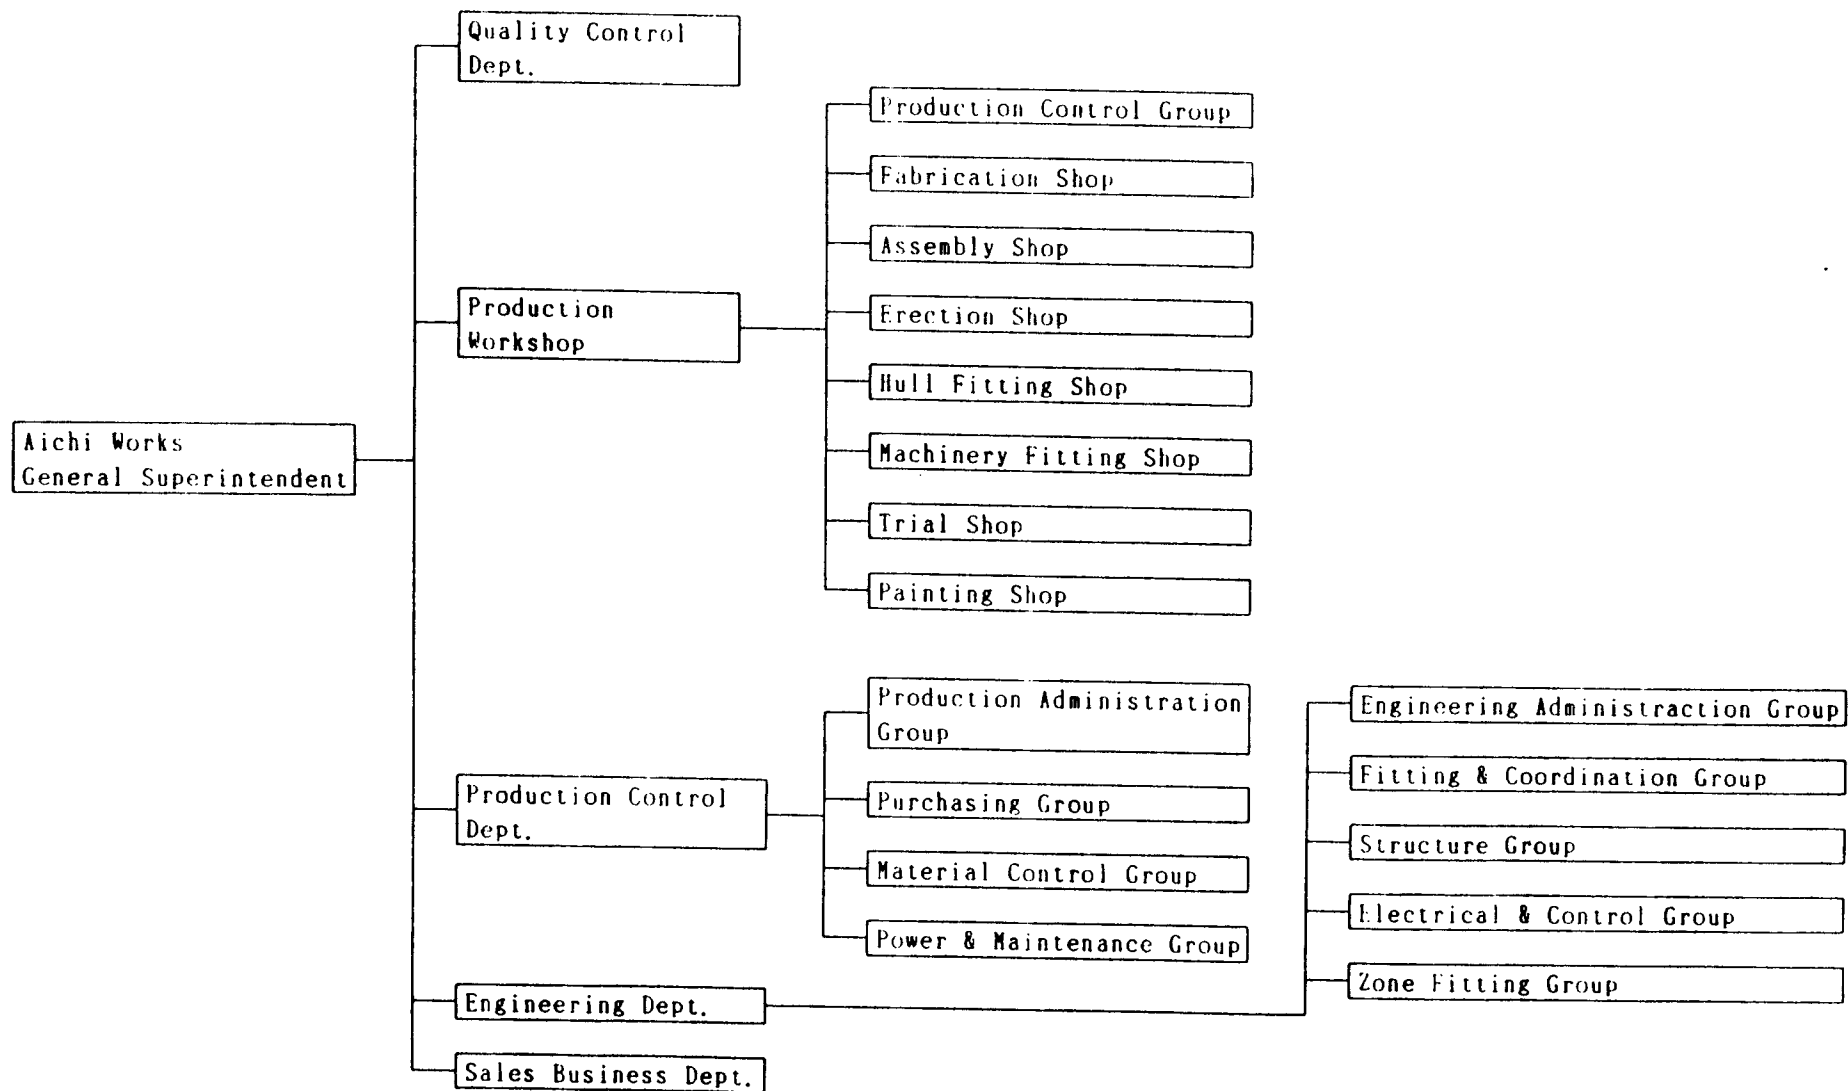 Quality Control
Dept.
Production Control Group
Fabrication Shop
Assembly Shop
Production
Workshop
Erection Shop
Hull Fitting Shop
Aichi Works
General Superintendent
Machinery Fitting Shop
Trial Shop
Painting Shop
Production Administration
Group
Engineering Administraction Group
Fitting & Coordination Group
Production Control
Dept.
Purchasing Group
Structure Group
Material Control Group
Electrical & Control Group
Power & Maintenance Group
Zone Fitting Group
Engineering Dept.
Sales Business Dept.